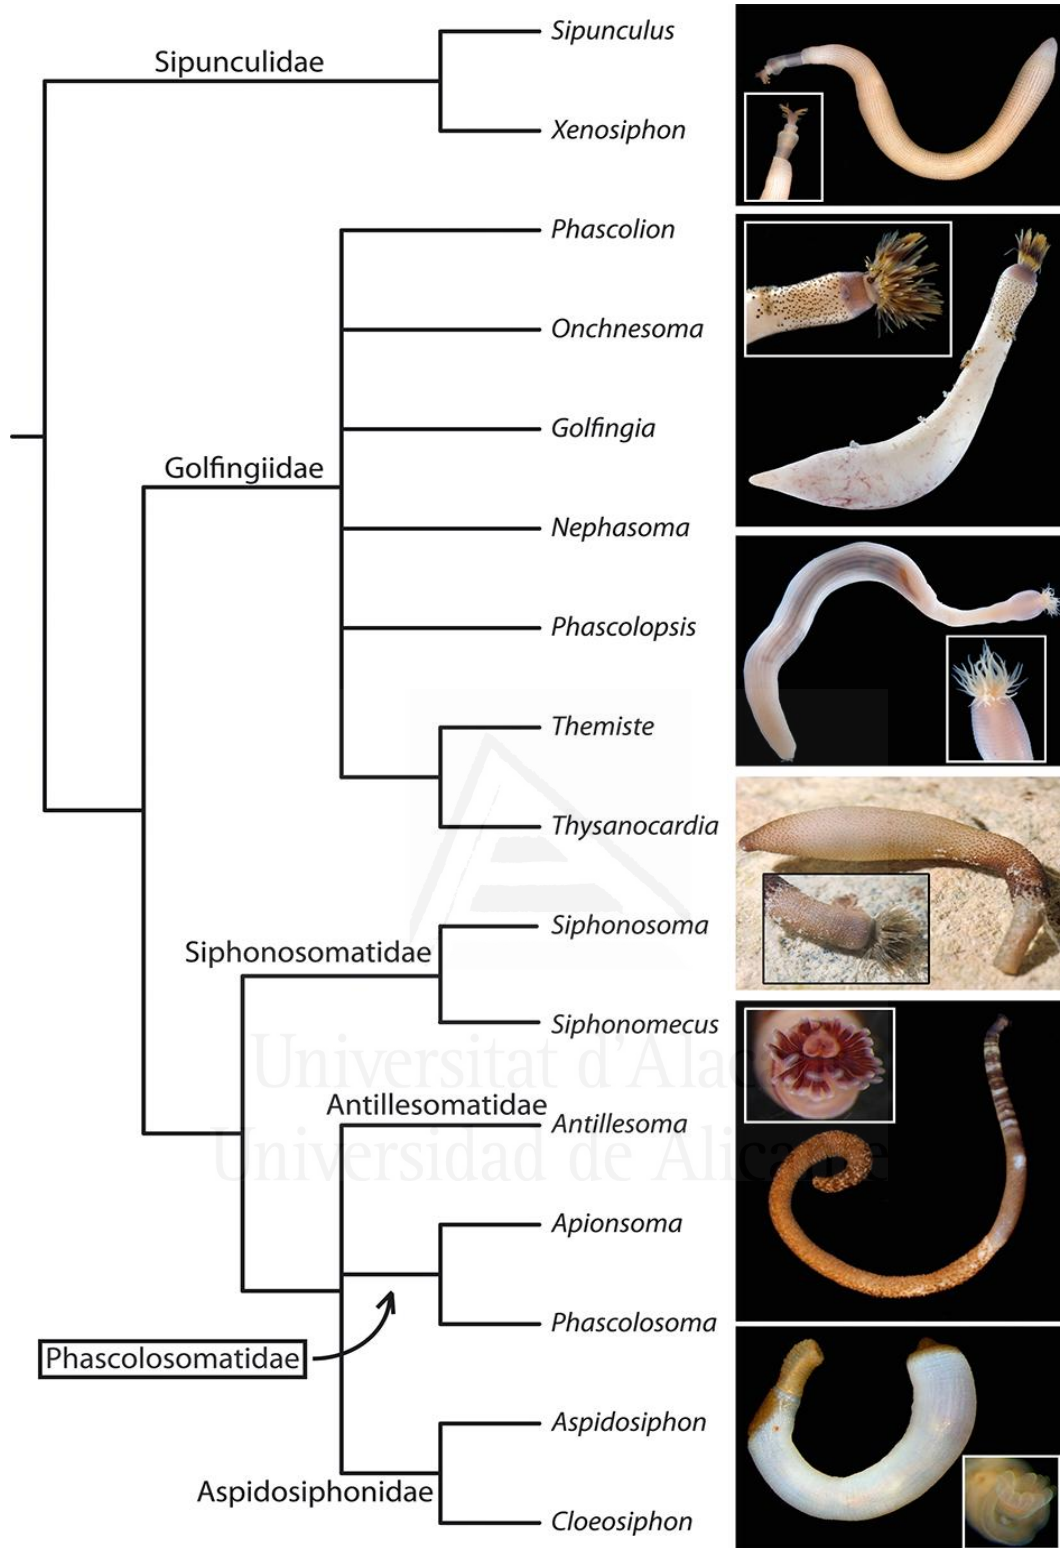 Sipunculidae
Sipunculus
Xenosiphon
Phascolion
Onchnesoma
Golfingiidae
Golfingia
Nephasoma
Phascolopsis
Themiste
Thysanocardia
Siphonosomatidae
Siphonosoma
Siphonomecus
Universitat d'Alacant
Antillesomatidae
Antillesoma
Universidad de Alicante
Apionsoma
Phascolosoma
Phascolosomatidae
Aspidosiphon
Aspidosiphonidae
Cloeosiphon